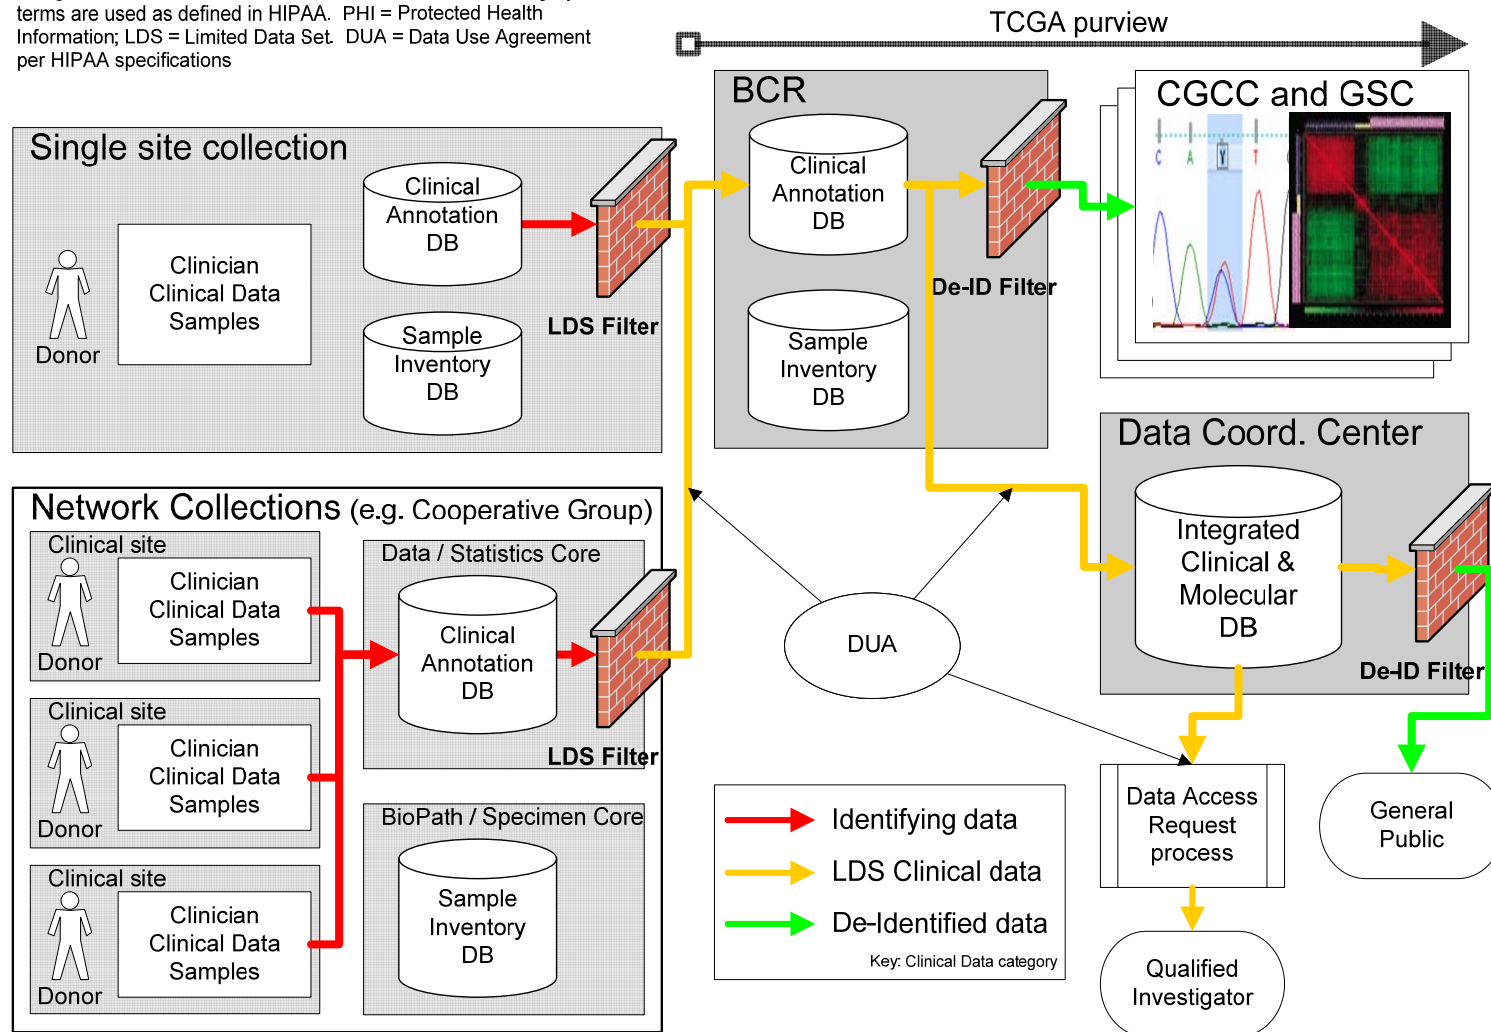 terms are used as defined in HIPAA. PHI = Protected Health
Information; LDS = Limited Data Set. DUA = Data Use Agreement
per HIPAA specifications
TCGA purview
Single site collection
Donor
Clinician
Clinical Data
Samples
Clinical
Annotation
DB
Sample
Inventory
DB
LDS Filter
BCR
Clinical
Annotation
DB
Sample
Inventory
DB
De-ID Filter
CGCC and GSC
C
A
Y
T
Network Collections (e.g. Cooperative Group)
Clinical site
Donor
Clinician
Clinical Data
Samples
Clinical site
Donor
Clinician
Clinical Data
Samples
Clinical site
Donor
Clinician
Clinical Data
Samples
Data / Statistics Core
Clinical
Annotation
DB
LDS Filter
BioPath / Specimen Core
Sample
Inventory
DB
DUA
Data Coord. Center
Integrated
Clinical &
Molecular
DB
De-ID Filter
Data Access
Request
process
General
Public
Qualified
Investigator
Identifying data
LDS Clinical data
De-Identified data
Key: Clinical Data category